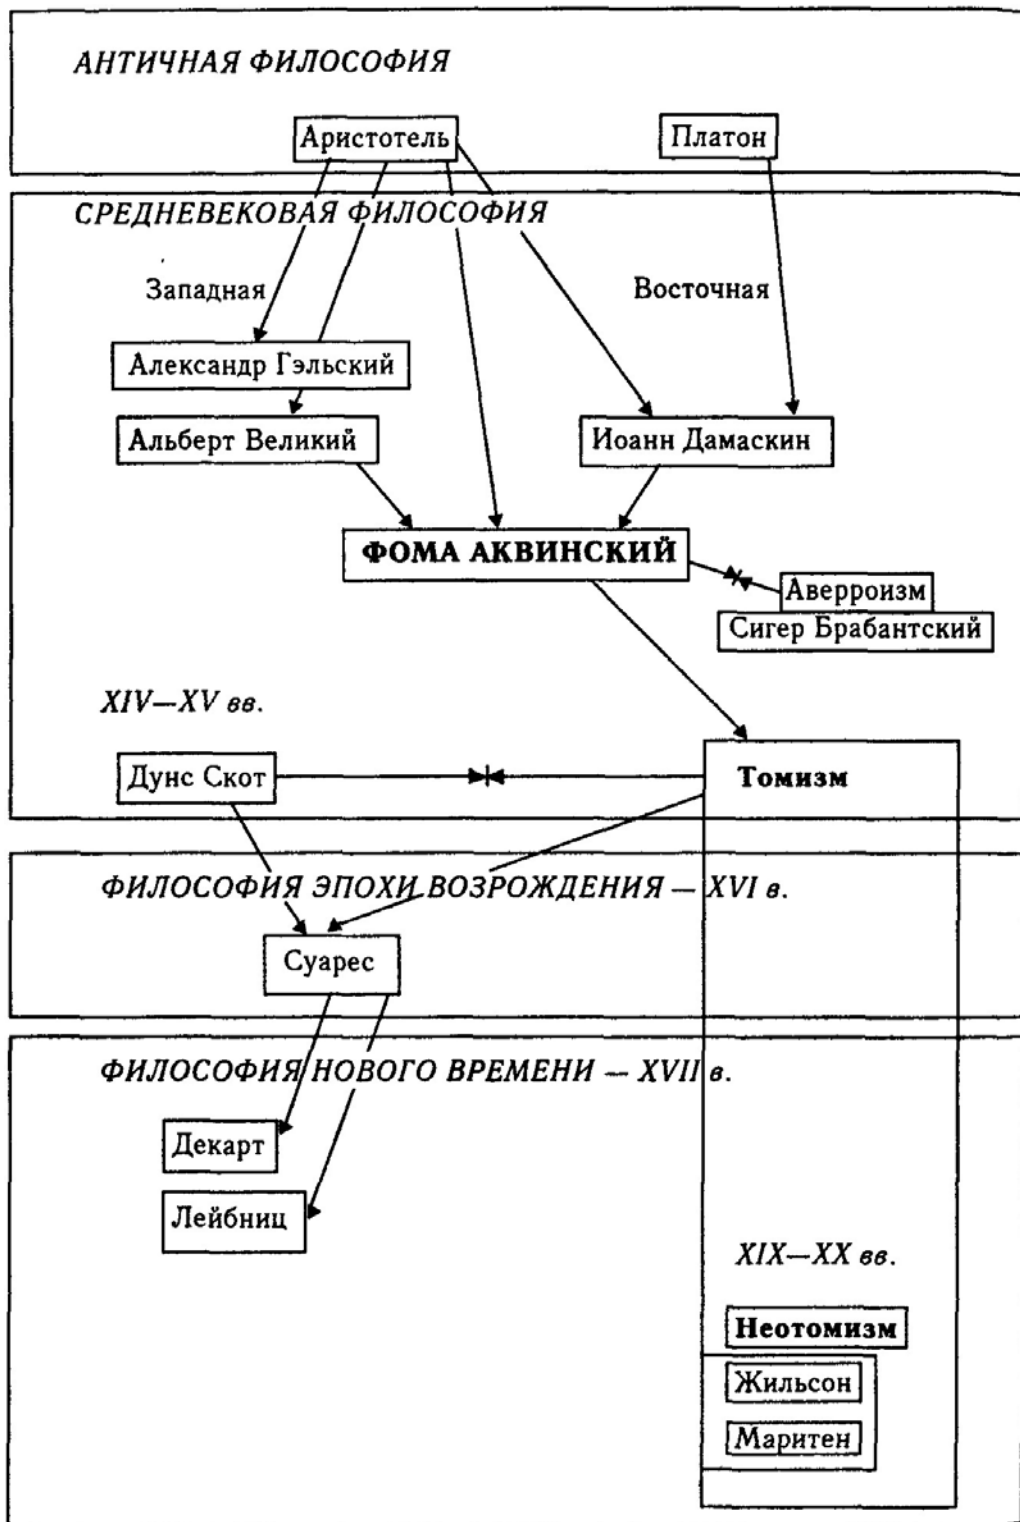 АНТИЧНАЯ ФИЛОСОФИЯ
Аристотель
Платон
СРЕДНЕВЕКОВАЯ ФИЛОСОФИЯ
Западная
Восточная
Александр Гэльский
Альберт Великий
Иоанн Дамаскин
ФОМА АКВИНСКИЙ
Аверроизм
Сигер Брабантский
XIV—XV вв.
Дунс Скот
Томизм
ФИЛОСОФИЯ ЭПОХИ ВОЗРОЖДЕНИЯ — XVI в.
Суарес
ФИЛОСОФИЯ НОВОГО ВРЕМЕНИ — XVII в.
Декарт
Лейбниц
XIX—XX вв.
Неотомизм
Жильсон
Маритен